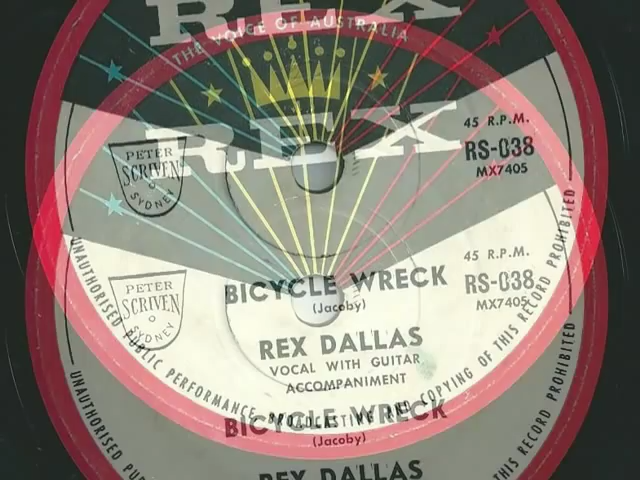 REX
THE VOICE OF AUSTRALIA
REX
45 R.P.M.
RS-038
MX7405
PETER
SCRIVEN
SYDNEY
45 R.P.M.
RS-038
MX7405
PETER
SCRIVEN
SYDNEY
BICYCLE WRECK
(Jacoby)
REX DALLAS
VOCAL WITH GUITAR
ACCOMPANIMENT
UNAUTHORISED PUBLIC PERFORMANCE BROADCASTING AND COPYING OF THIS RECORD PROHIBITED
BICYCLE WRECK
(Jacoby)
REX DALLAS
UNAUTHORISED PU
THIS RECORD PROHIBITED